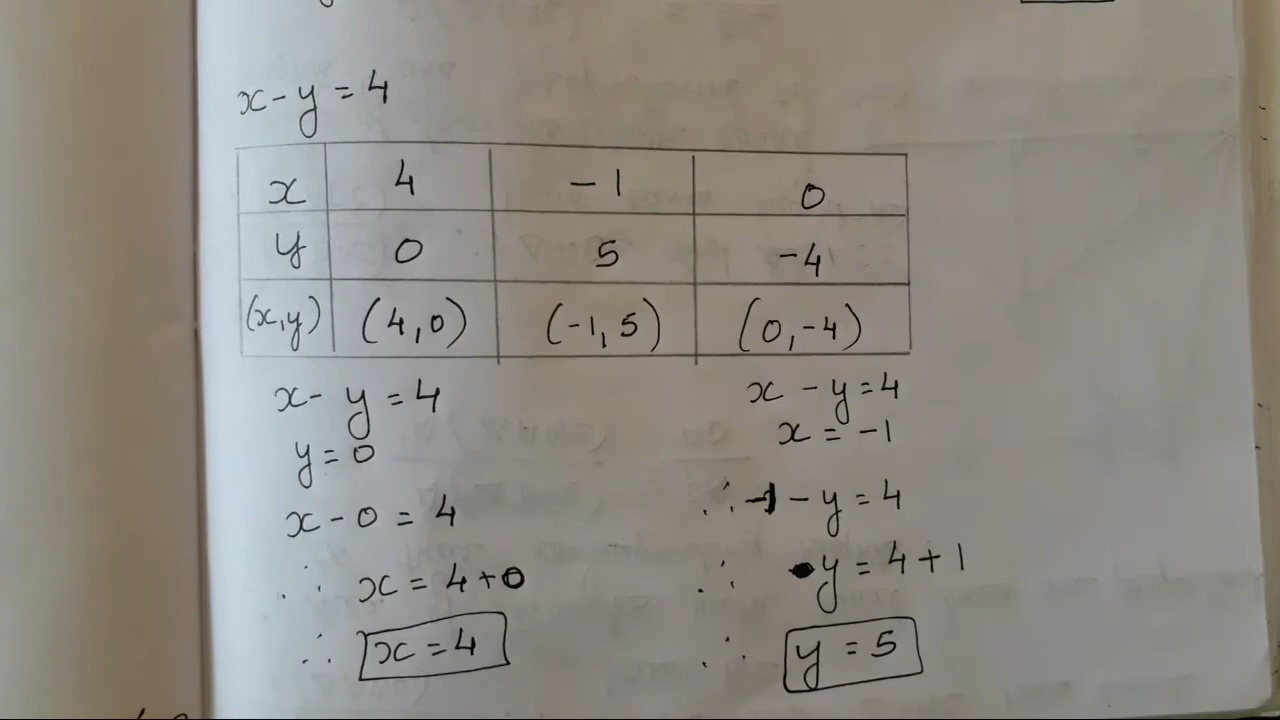 x - y = 4
x 4 -1 0
y 0 5 -4
(x,y) (4,0) (-1,5) (0,-4)
x - y = 4
y = 0
x - 0 = 4
∴ x = 4 + 0
∴ x = 4
x - y = 4
x = -1
∴ -1 - y = 4
∴ y = 4 + 1
∴ y = 5